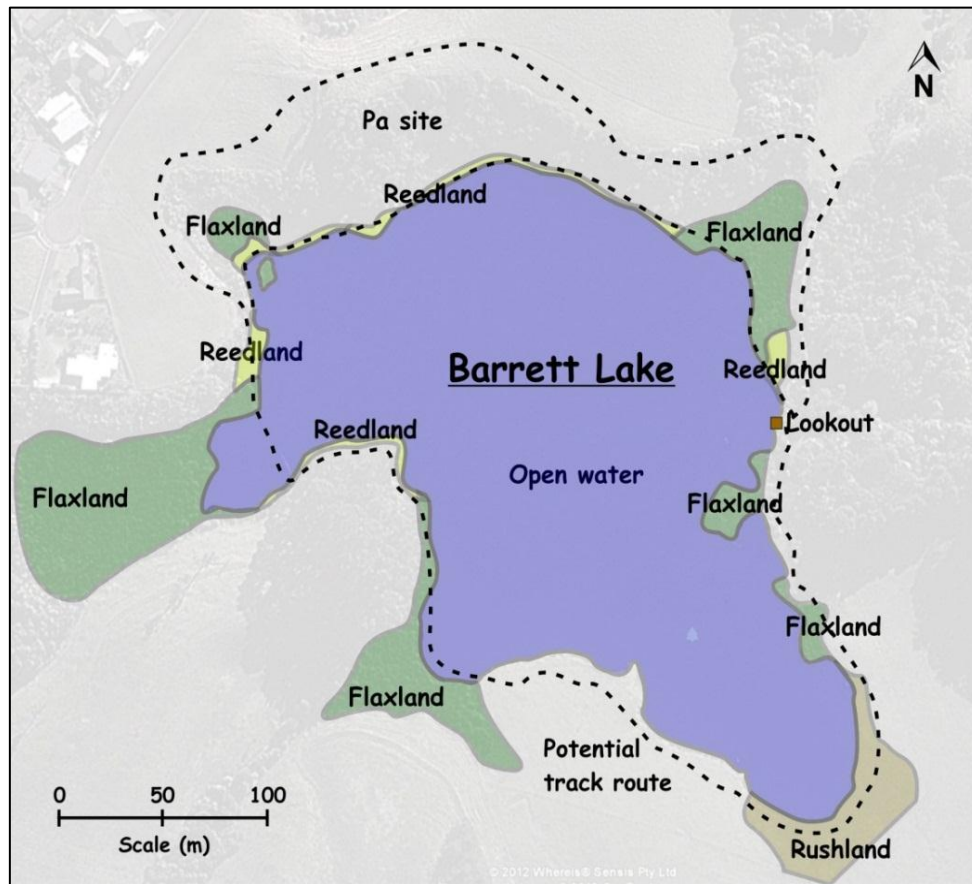 N
Pa site
Reedland
Flaxland
Flaxland
Reedland
Barrett Lake
Reedland
Reedland
Lookout
Open water
Flaxland
Flaxland
Flaxland
Flaxland
Potential
track route
0 50 100
Scale (m)
Rushland
© 2012 Whereis® Sensis Pty Ltd